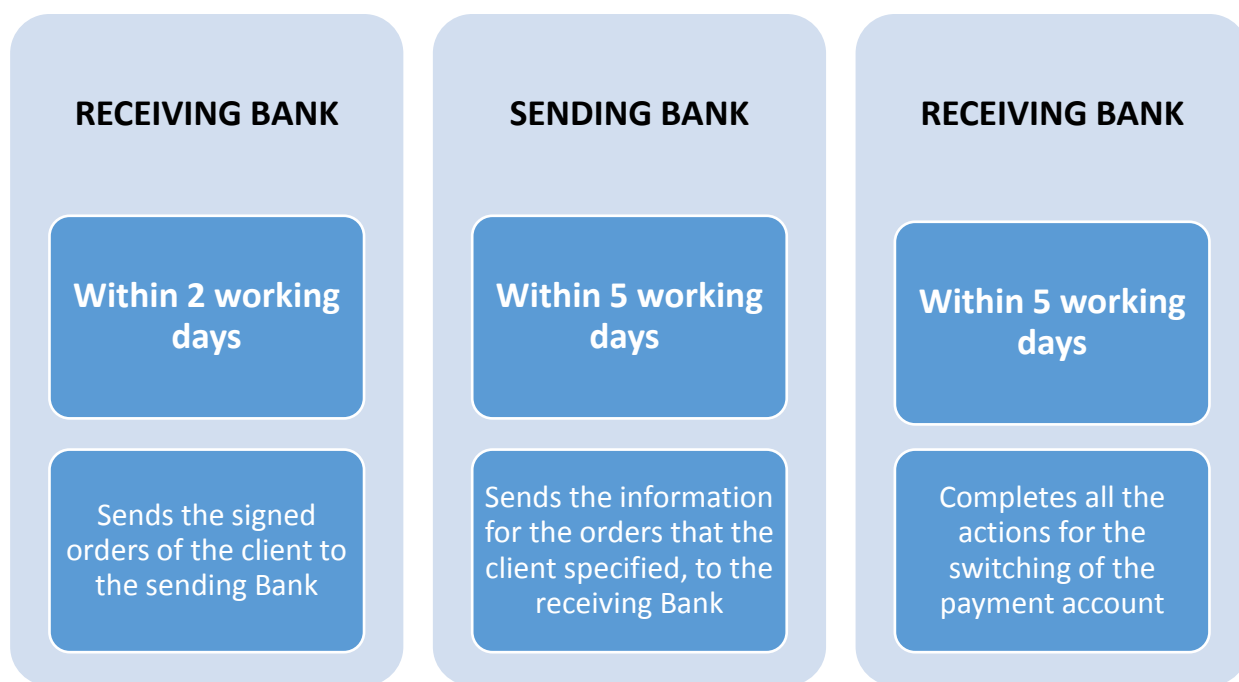 RECEIVING BANK
Within 2 working
days
Sends the signed
orders of the client to
the sending Bank
SENDING BANK
Within 5 working
days
Sends the information
for the orders that the
client specified, to the
receiving Bank
RECEIVING BANK
Within 5 working
days
Completes all the
actions for the
switching of the
payment account